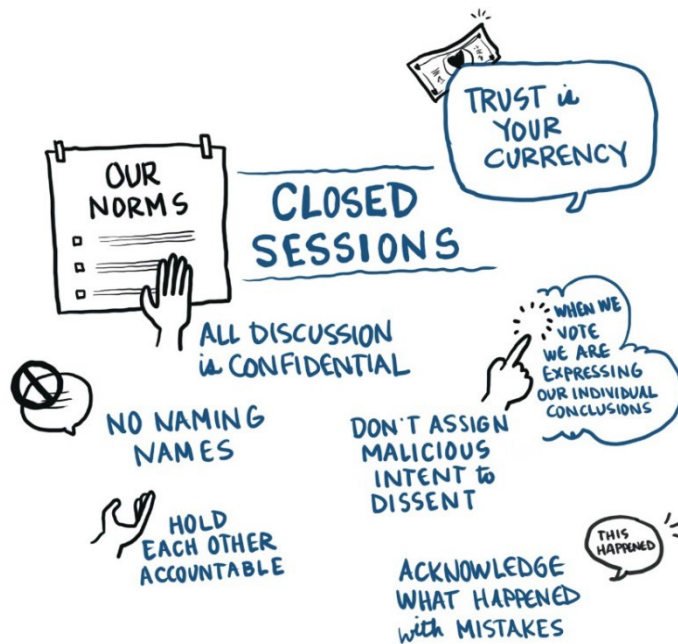 TRUST is
YOUR
CURRENCY
OUR
NORMS
CLOSED
SESSIONS
ALL DISCUSSION
is CONFIDENTIAL
WHEN WE
VOTE
WE ARE
EXPRESSING
OUR INDIVIDUAL
CONCLUSIONS
NO NAMING
NAMES
DON'T ASSIGN
MALICIOUS
INTENT to
DISSENT
HOLD
EACH OTHER
ACCOUNTABLE
THIS
HAPPENED
ACKNOWLEDGE
WHAT HAPPENED
with MISTAKES